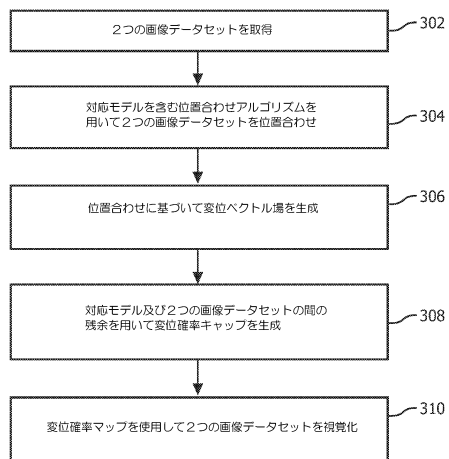 2つの画像データセットを取得
302
対応モデルを含む位置合わせアルゴリズムを
用いて2つの画像データセットを位置合わせ
304
位置合わせに基づいて変位ベクトル場を生成
306
対応モデル及び2つの画像データセットの間の
残余を用いて変位確率キャップを生成
308
変位確率マップを使用して2つの画像データセットを視覚化
310